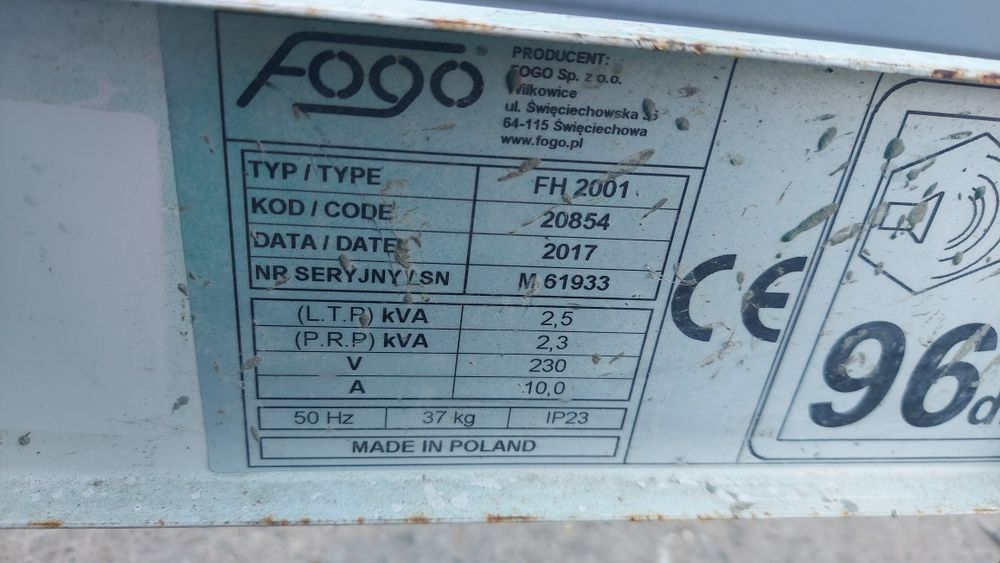 FOGO®
PRODUCENT:
FOGO Sp. z o.o.
Wilkowice
ul. Święciechowska
64-115 Święciechowa
www.fogo.pl
TYP / TYPE FH 2001
KOD / CODE 20854
DATA / DATE 2017
NR SERYJNY / SN M 61933
(L.T.P) kVA 2,5
(P.R.P) kVA 2,3
V 230
A 10,0
50 Hz 37 kg IP23
MADE IN POLAND
CE
96